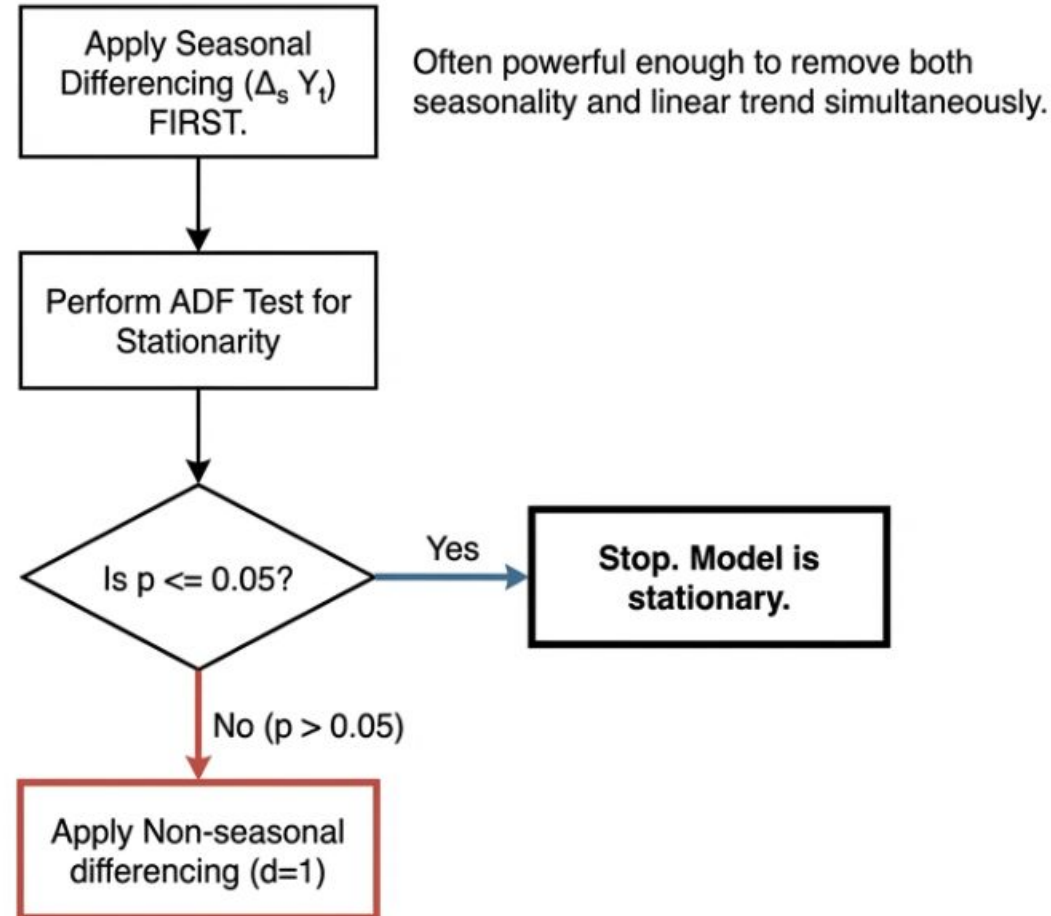 Apply Seasonal
Differencing (Δₛ Yₜ)
FIRST.
Often powerful enough to remove both
seasonality and linear trend simultaneously.
Perform ADF Test for
Stationarity
Is p <= 0.05?
Yes
Stop. Model is
stationary.
No (p > 0.05)
Apply Non-seasonal
differencing (d=1)